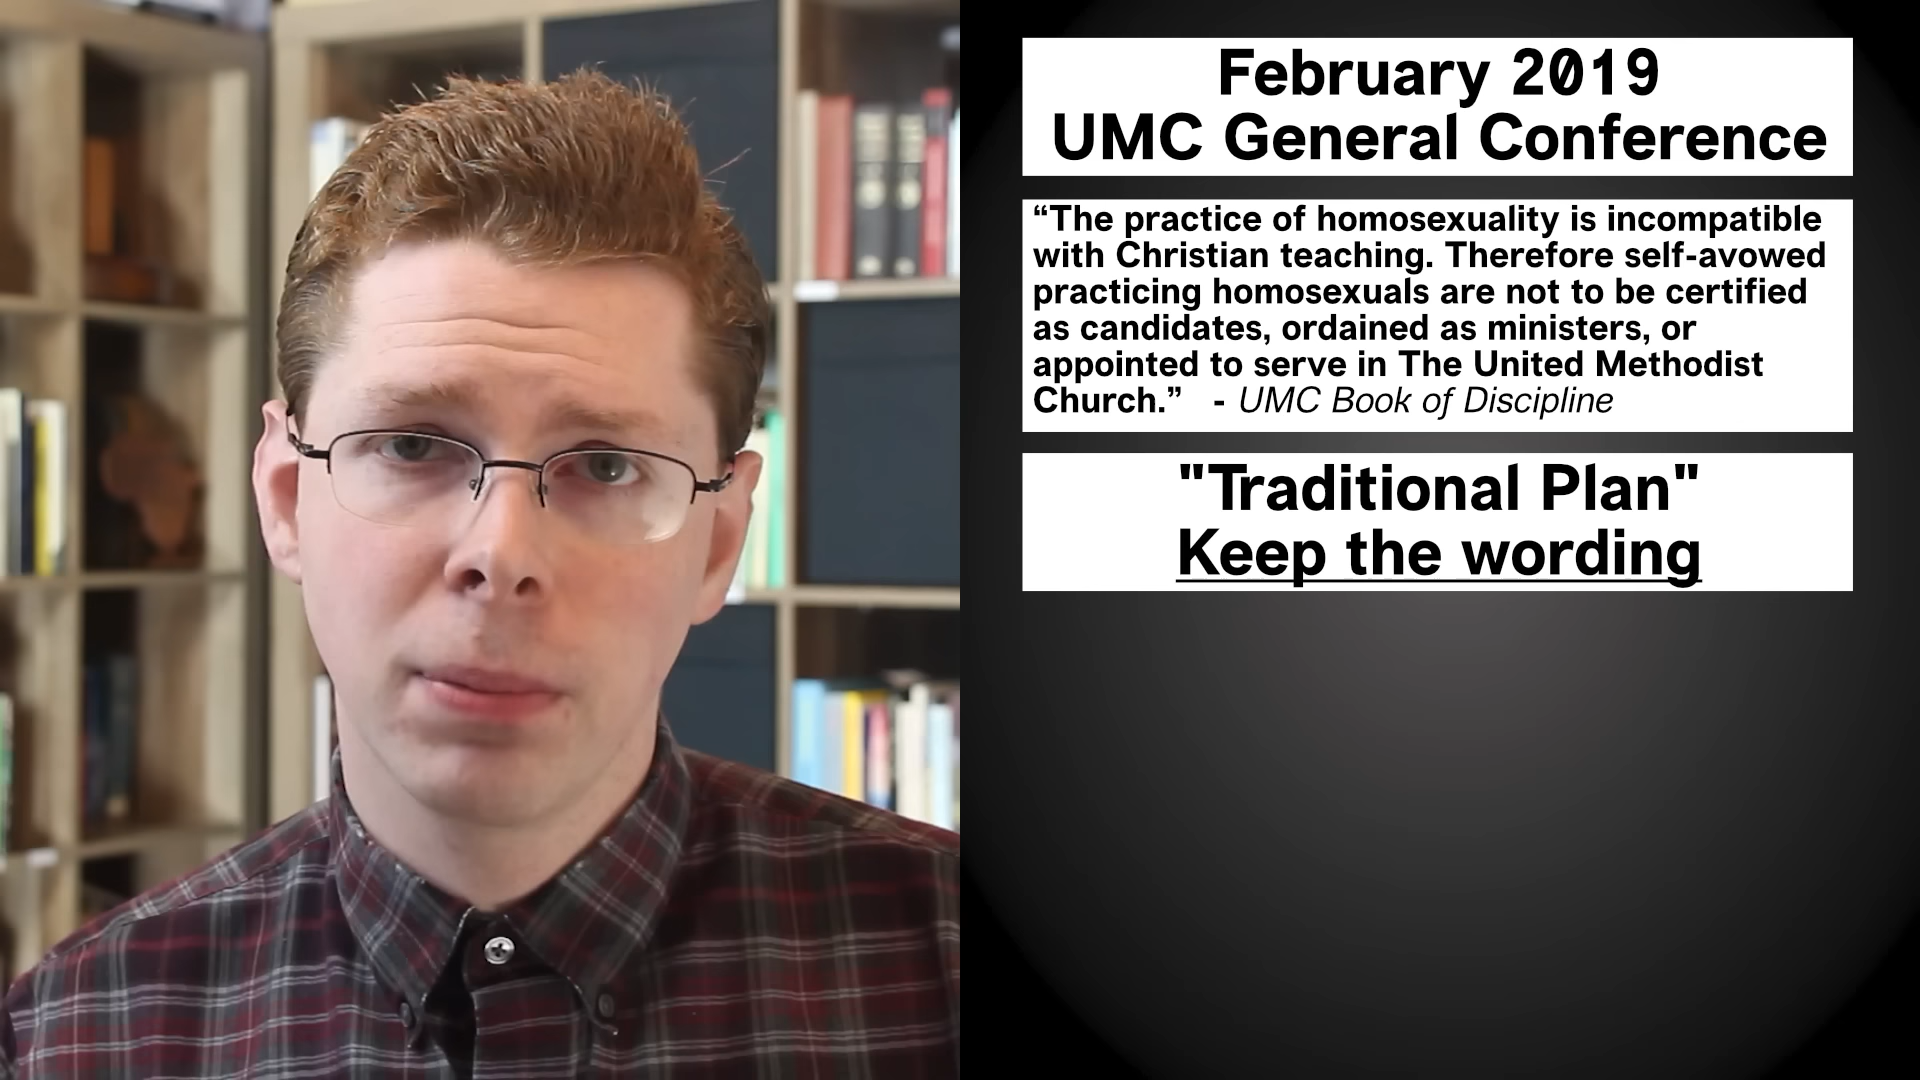 February 2019
UMC General Conference
“The practice of homosexuality is incompatible
with Christian teaching. Therefore self-avowed
practicing homosexuals are not to be certified
as candidates, ordained as ministers, or
appointed to serve in The United Methodist
Church.”   - UMC Book of Discipline
"Traditional Plan"
Keep the wording